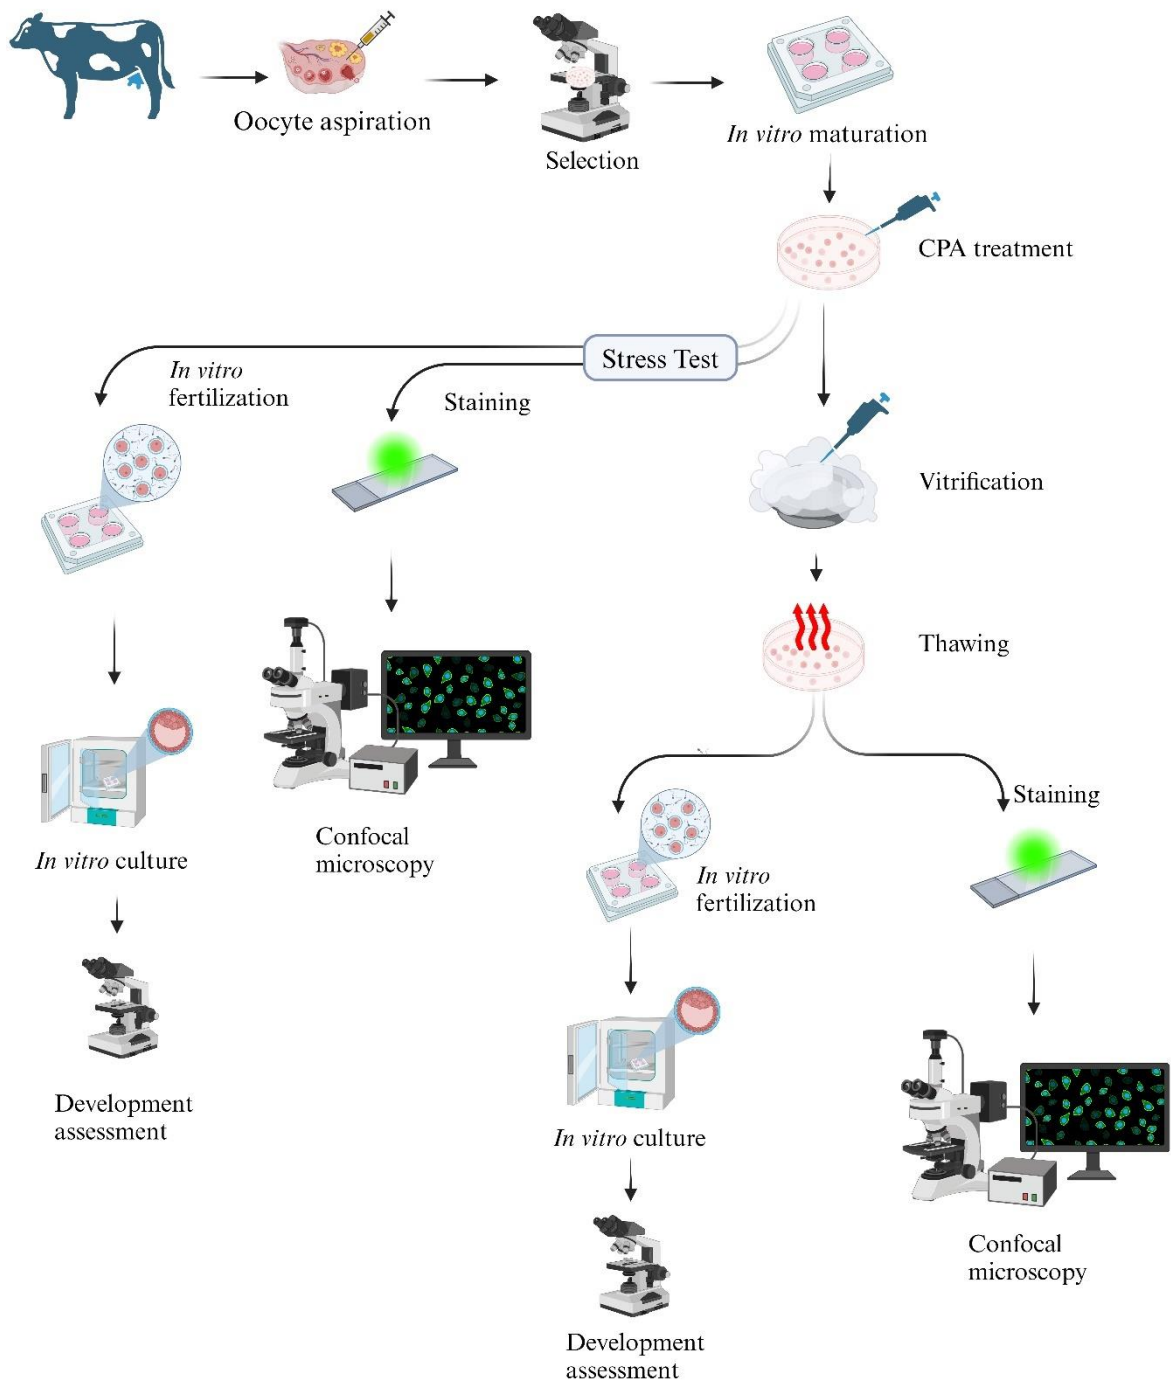 Oocyte aspiration
Selection
In vitro maturation
CPA treatment
Stress Test
In vitro
fertilization
Staining
Vitrification
Thawing
Staining
In vitro culture
Confocal
microscopy
In vitro
fertilization
Development
assessment
In vitro culture
Confocal
microscopy
Development
assessment